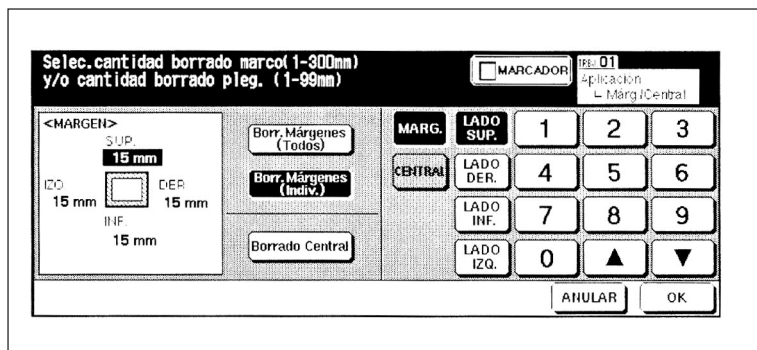 Selec.cantidad borrado marco(1-300mm)
y/o cantidad borrado pleg. (1-99mm)
MARCADOR
TRBJ.01
Aplicación
Márg/Central
<MARGEN>
SUP.
15 mm
IZQ
15 mm
DER
15 mm
INF.
15 mm
Borr. Márgenes
(Todos)
Borr. Márgenes
(Indiv.)
Borrado Central
MARG.
CENTRAL
LADO
SUP.
LADO
DER.
LADO
INF.
LADO
IZQ.
1 2 3
4 5 6
7 8 9
0 ▲ ▼
ANULAR
OK